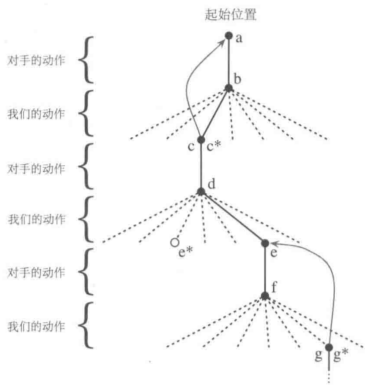 起始位置
a
对手的动作
b
我们的动作
c c*
对手的动作
d
我们的动作
e* e
对手的动作
f
我们的动作
g g*